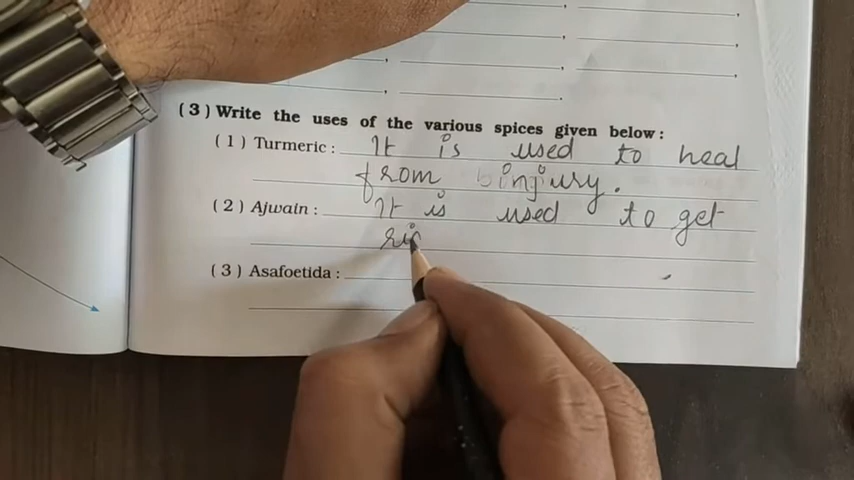 (3) Write the uses of the various spices given below:
(1) Turmeric: It is used to heal
from injury.
(2) Ajwain: It is used to get
ri
(3) Asafoetida: